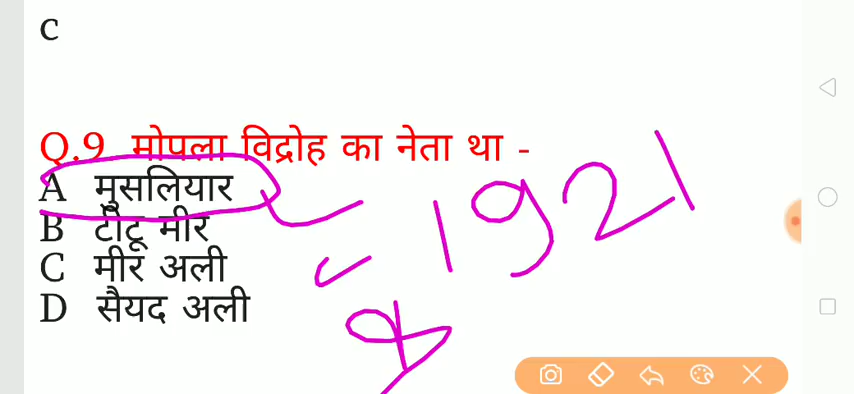 C
Q.9 मोपला विद्रोह का नेता था -
A मुसलियार
B टीटू मीर
C मीर अली
D सैयद अली
1921